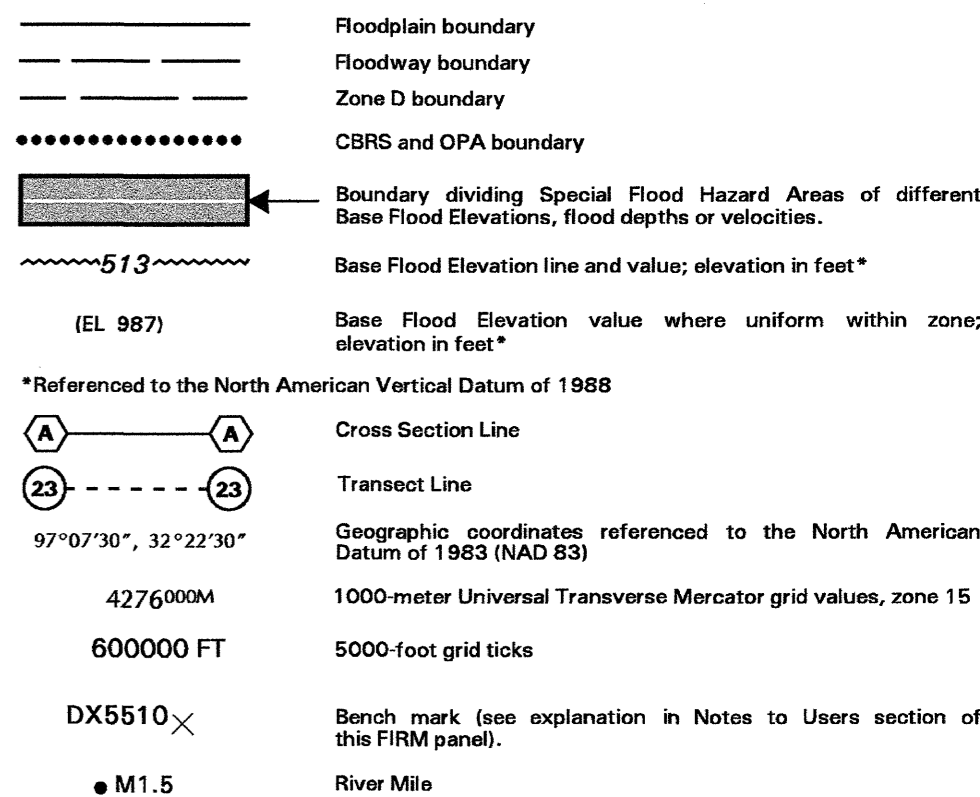 Floodplain boundary
Floodway boundary
Zone D boundary
CBRS and OPA boundary
Boundary dividing Special Flood Hazard Areas of different
Base Flood Elevations, flood depths or velocities.
513 Base Flood Elevation line and value; elevation in feet*
(EL 987) Base Flood Elevation value where uniform within zone;
elevation in feet*
*Referenced to the North American Vertical Datum of 1988
A A Cross Section Line
23 23 Transect Line
97°07'30", 32°22'30" Geographic coordinates referenced to the North American
Datum of 1983 (NAD 83)
4276000M 1000-meter Universal Transverse Mercator grid values, zone 15
600000 FT 5000-foot grid ticks
DX5510 Bench mark (see explanation in Notes to Users section of
this FIRM panel).
M1.5 River Mile